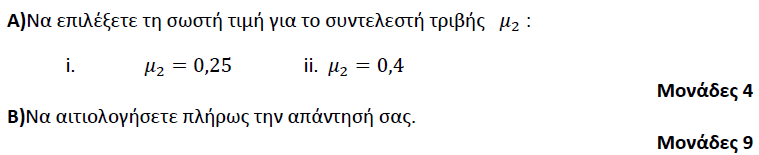 Α)Να επιλέξετε τη σωστή τιμή για το συντελεστή τριβής μ₂ :
i. μ₂ = 0,25 ii. μ₂ = 0,4
Μονάδες 4
Β)Να αιτιολογήσετε πλήρως την απάντησή σας.
Μονάδες 9